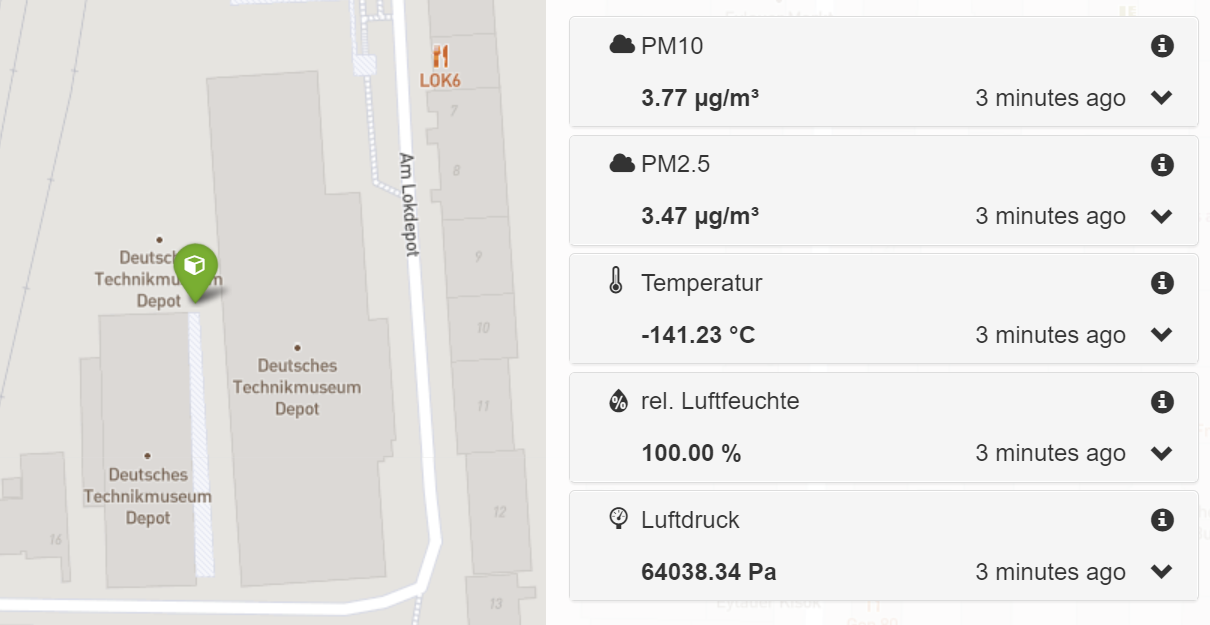 LOK6
7
8
Am Lokdepot
Deutsches
Technikmuseum
Depot
9
10
Deutsches
Technikmuseum
Depot
11
Deutsches
Technikmuseum
Depot
12
16
13
PM10
3.77 µg/m³ 3 minutes ago
PM2.5
3.47 µg/m³ 3 minutes ago
Temperatur
-141.23 °C 3 minutes ago
% rel. Luftfeuchte
100.00 % 3 minutes ago
Luftdruck
64038.34 Pa 3 minutes ago